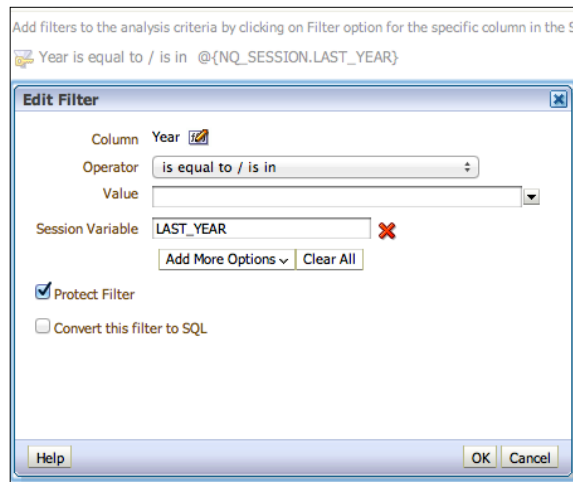 Add filters to the analysis criteria by clicking on Filter option for the specific column in the S
Year is equal to / is in @{NQ_SESSION.LAST_YEAR}
Edit Filter
Column Year
Operator is equal to / is in
Value
Session Variable LAST_YEAR
Add More Options Clear All
Protect Filter
Convert this filter to SQL
Help OK Cancel